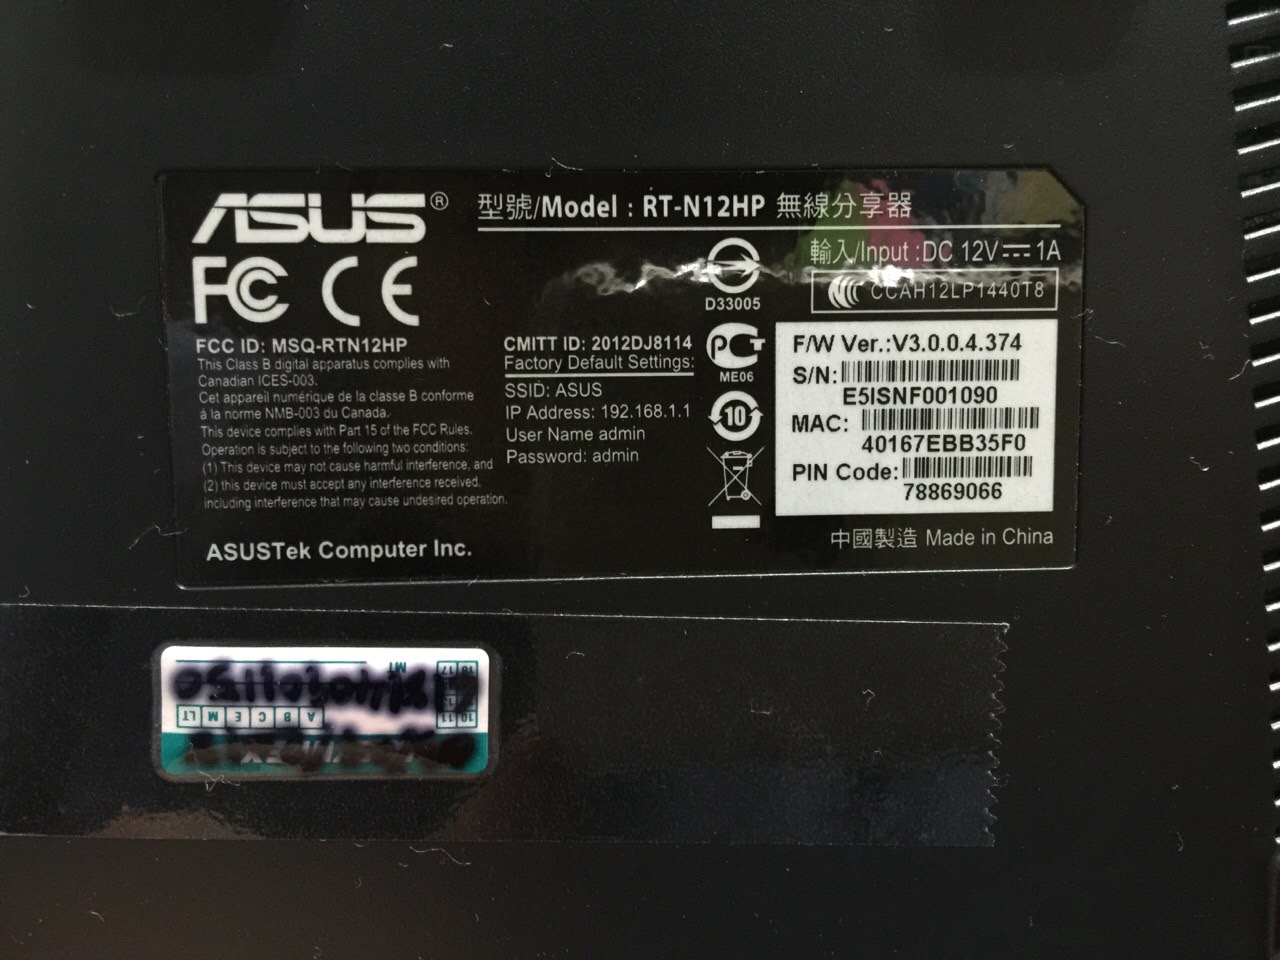 ASUS®
型號/Model : RT-N12HP 無線分享器
輸入/Input :DC 12V⎓1A
D33005
CCAH12LP1440T8
FCC CE
FCC ID: MSQ-RTN12HP
This Class B digital apparatus complies with
Canadian ICES-003.
Cet appareil numérique de la classe B conforme
à la norme NMB-003 du Canada.
This device complies with Part 15 of the FCC Rules.
Operation is subject to the following two conditions:
(1) This device may not cause harmful interference, and
(2) this device must accept any interference received,
including interference that may cause undesired operation.
ASUSTek Computer Inc.
CMITT ID: 2012DJ8114
Factory Default Settings:
SSID: ASUS
IP Address: 192.168.1.1
User Name admin
Password: admin
ME06
10
F/W Ver.:V3.0.0.4.374
S/N:
E5ISNF001090
MAC:
40167EBB35F0
PIN Code:
78869066
中國製造 Made in China
A B C E M LT
10 11